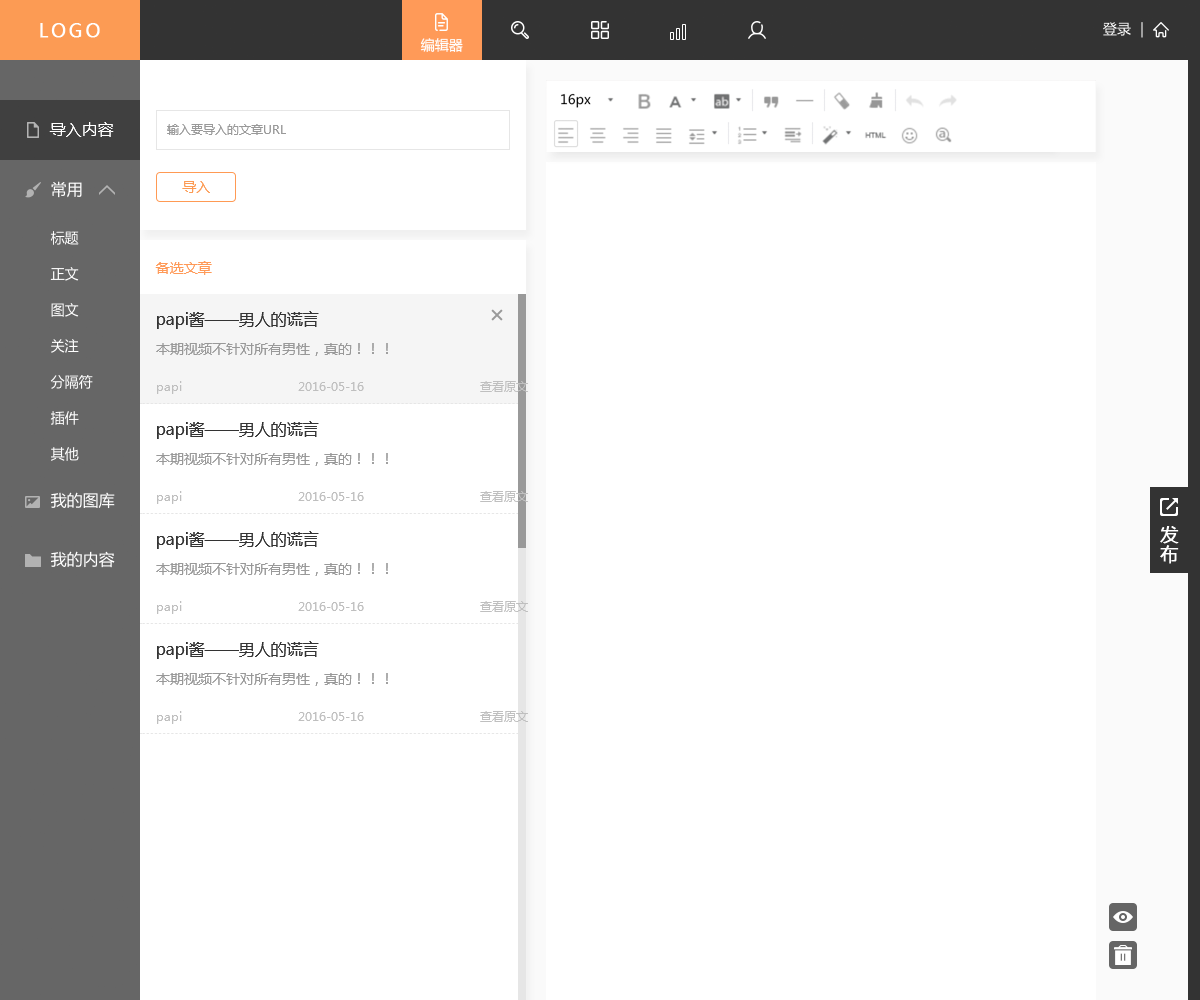 LOGO
编辑器
登录 |
导入内容
常用
标题
正文
图文
关注
分隔符
插件
其他
我的图库
我的内容
输入要导入的文章URL
导入
备选文章
papi酱——男人的谎言
本期视频不针对所有男性，真的！！！
papi 2016-05-16 查看原文
papi酱——男人的谎言
本期视频不针对所有男性，真的！！！
papi 2016-05-16 查看原文
papi酱——男人的谎言
本期视频不针对所有男性，真的！！！
papi 2016-05-16 查看原文
papi酱——男人的谎言
本期视频不针对所有男性，真的！！！
papi 2016-05-16 查看原文
16px B A ab
HTML
发布